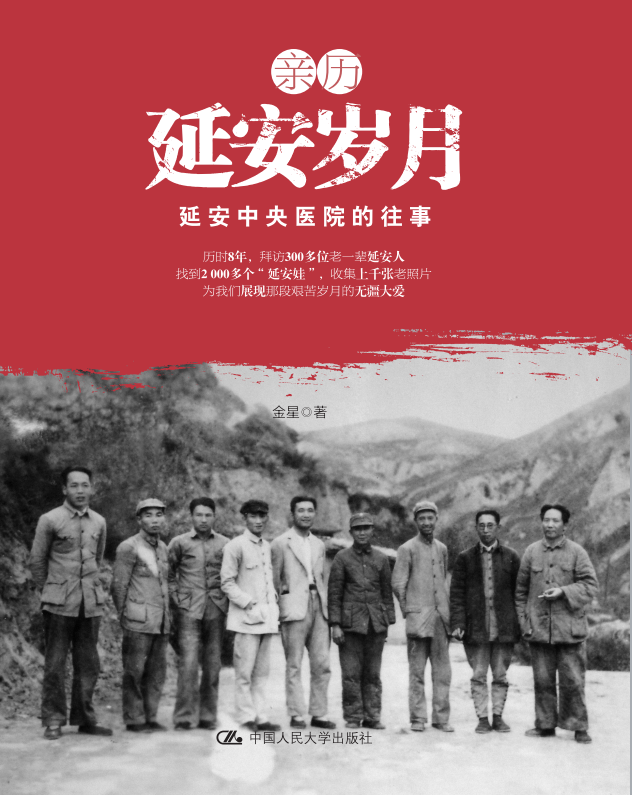 亲历
延安岁月
延安中央医院的往事
历时8年，拜访300多位老一辈延安人
找到2 000多个“延安娃”，收集上千张老照片
为我们展现那段艰苦岁月的无疆大爱
金星◎著
中国人民大学出版社